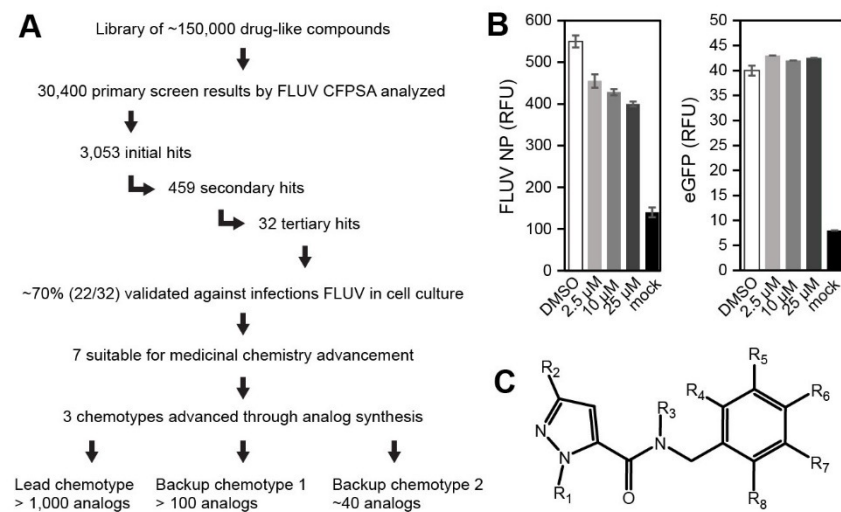 A
Library of ~150,000 drug-like compounds
30,400 primary screen results by FLUV CFPSA analyzed
3,053 initial hits
459 secondary hits
32 tertiary hits
~70% (22/32) validated against infections FLUV in cell culture
7 suitable for medicinal chemistry advancement
3 chemotypes advanced through analog synthesis
Lead chemotype
> 1,000 analogs
Backup chemotype 1
> 100 analogs
Backup chemotype 2
~40 analogs
B
FLUV NP (RFU)
600
500
400
300
200
100
0
DMSO
2.5 µM
10 µM
25 µM
mock
eGFP (RFU)
50
45
40
35
30
25
20
15
10
5
0
DMSO
2.5 µM
10 µM
25 µM
mock
C
R2
R5
R4
R6
R3
N
N
N
R7
R1
O
R8